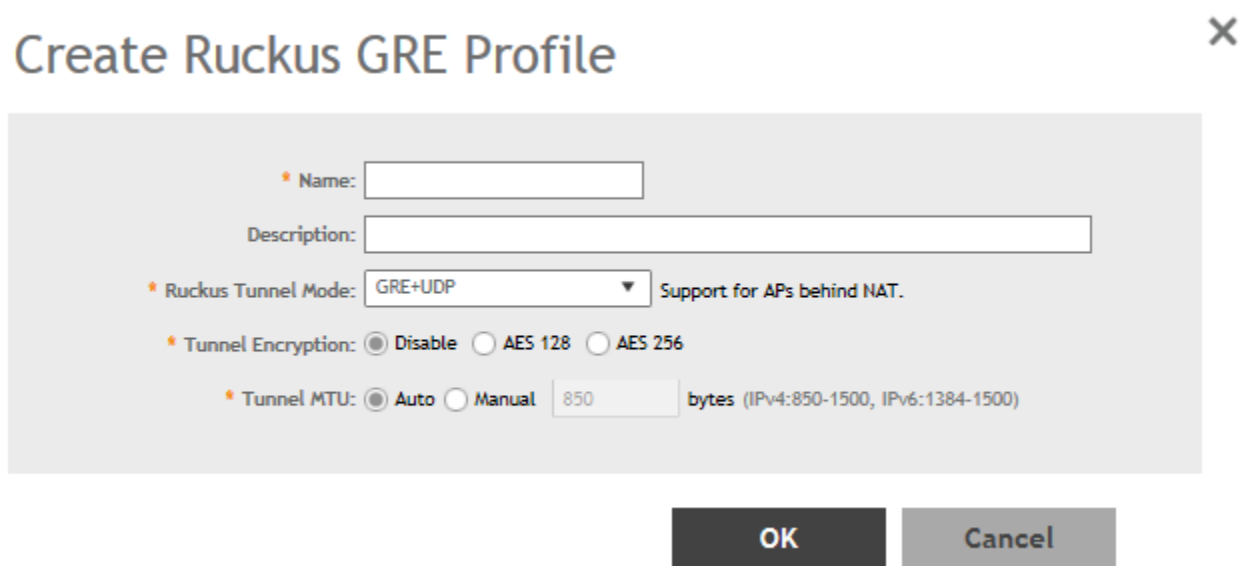 Create Ruckus GRE Profile
* Name:
Description:
* Ruckus Tunnel Mode: GRE+UDP Support for APs behind NAT.
* Tunnel Encryption: Disable AES 128 AES 256
* Tunnel MTU: Auto Manual 850 bytes (IPv4:850-1500, IPv6:1384-1500)
OK Cancel